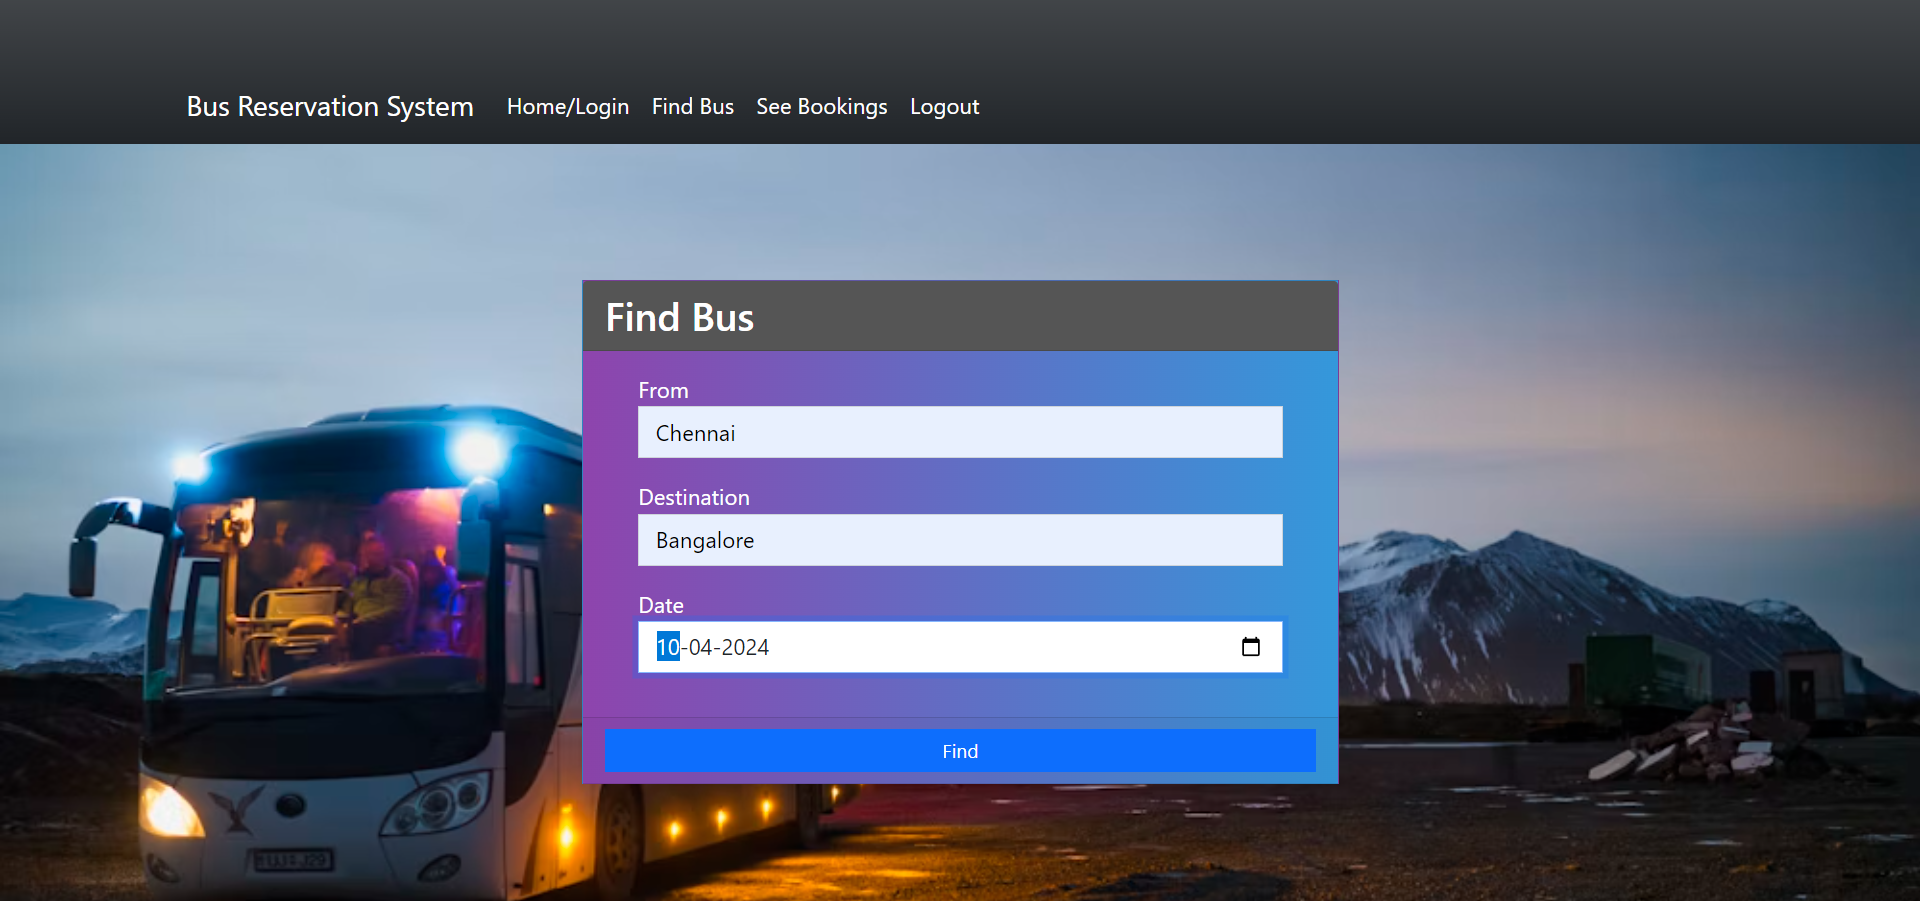 Bus Reservation System Home/Login Find Bus See Bookings Logout
Find Bus
From
Chennai
Destination
Bangalore
Date
10-04-2024
Find